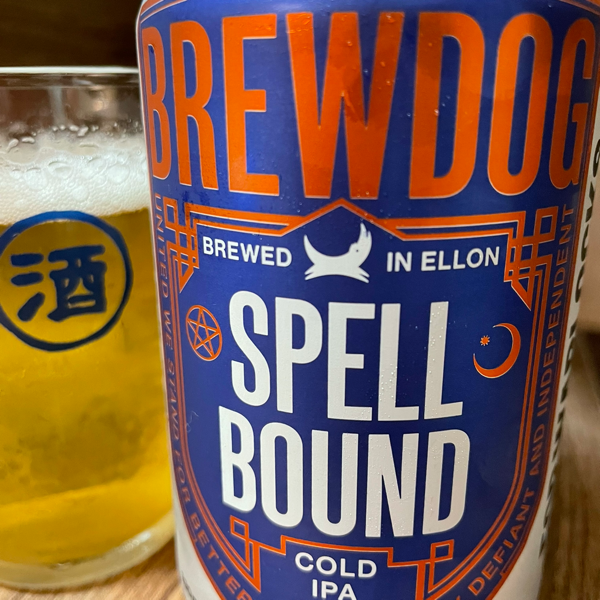 BREWDOG
BREWED IN ELLON
SPELL
BOUND
COLD
IPA
UNITED WE STAND FOR BETTER
DEFIANT AND INDEPENDENT
酒